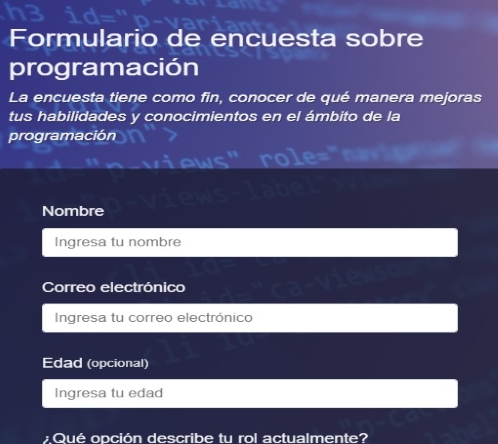 Formulario de encuesta sobre
programación
La encuesta tiene como fin, conocer de qué manera mejoras
tus habilidades y conocimientos en el ámbito de la
programación
Nombre
Ingresa tu nombre
Correo electrónico
Ingresa tu correo electrónico
Edad (opcional)
Ingresa tu edad
¿Qué opción describe tu rol actualmente?